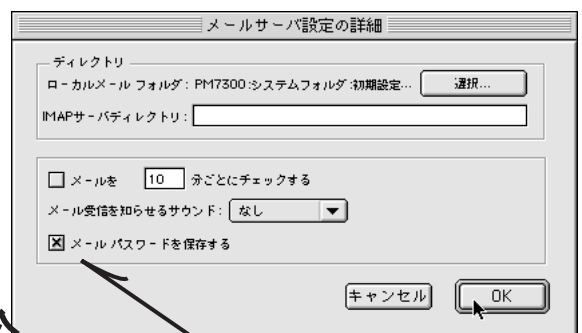 メールサーバ設定の詳細
ディレクトリ
ローカルメール フォルダ: PM7300:システムフォルダ:初期設定… 選択...
IMAPサーバディレクトリ:
メールを 10 分ごとにチェックする
メール受信を知らせるサウンド: なし
メール パスワードを保存する
キャンセル OK